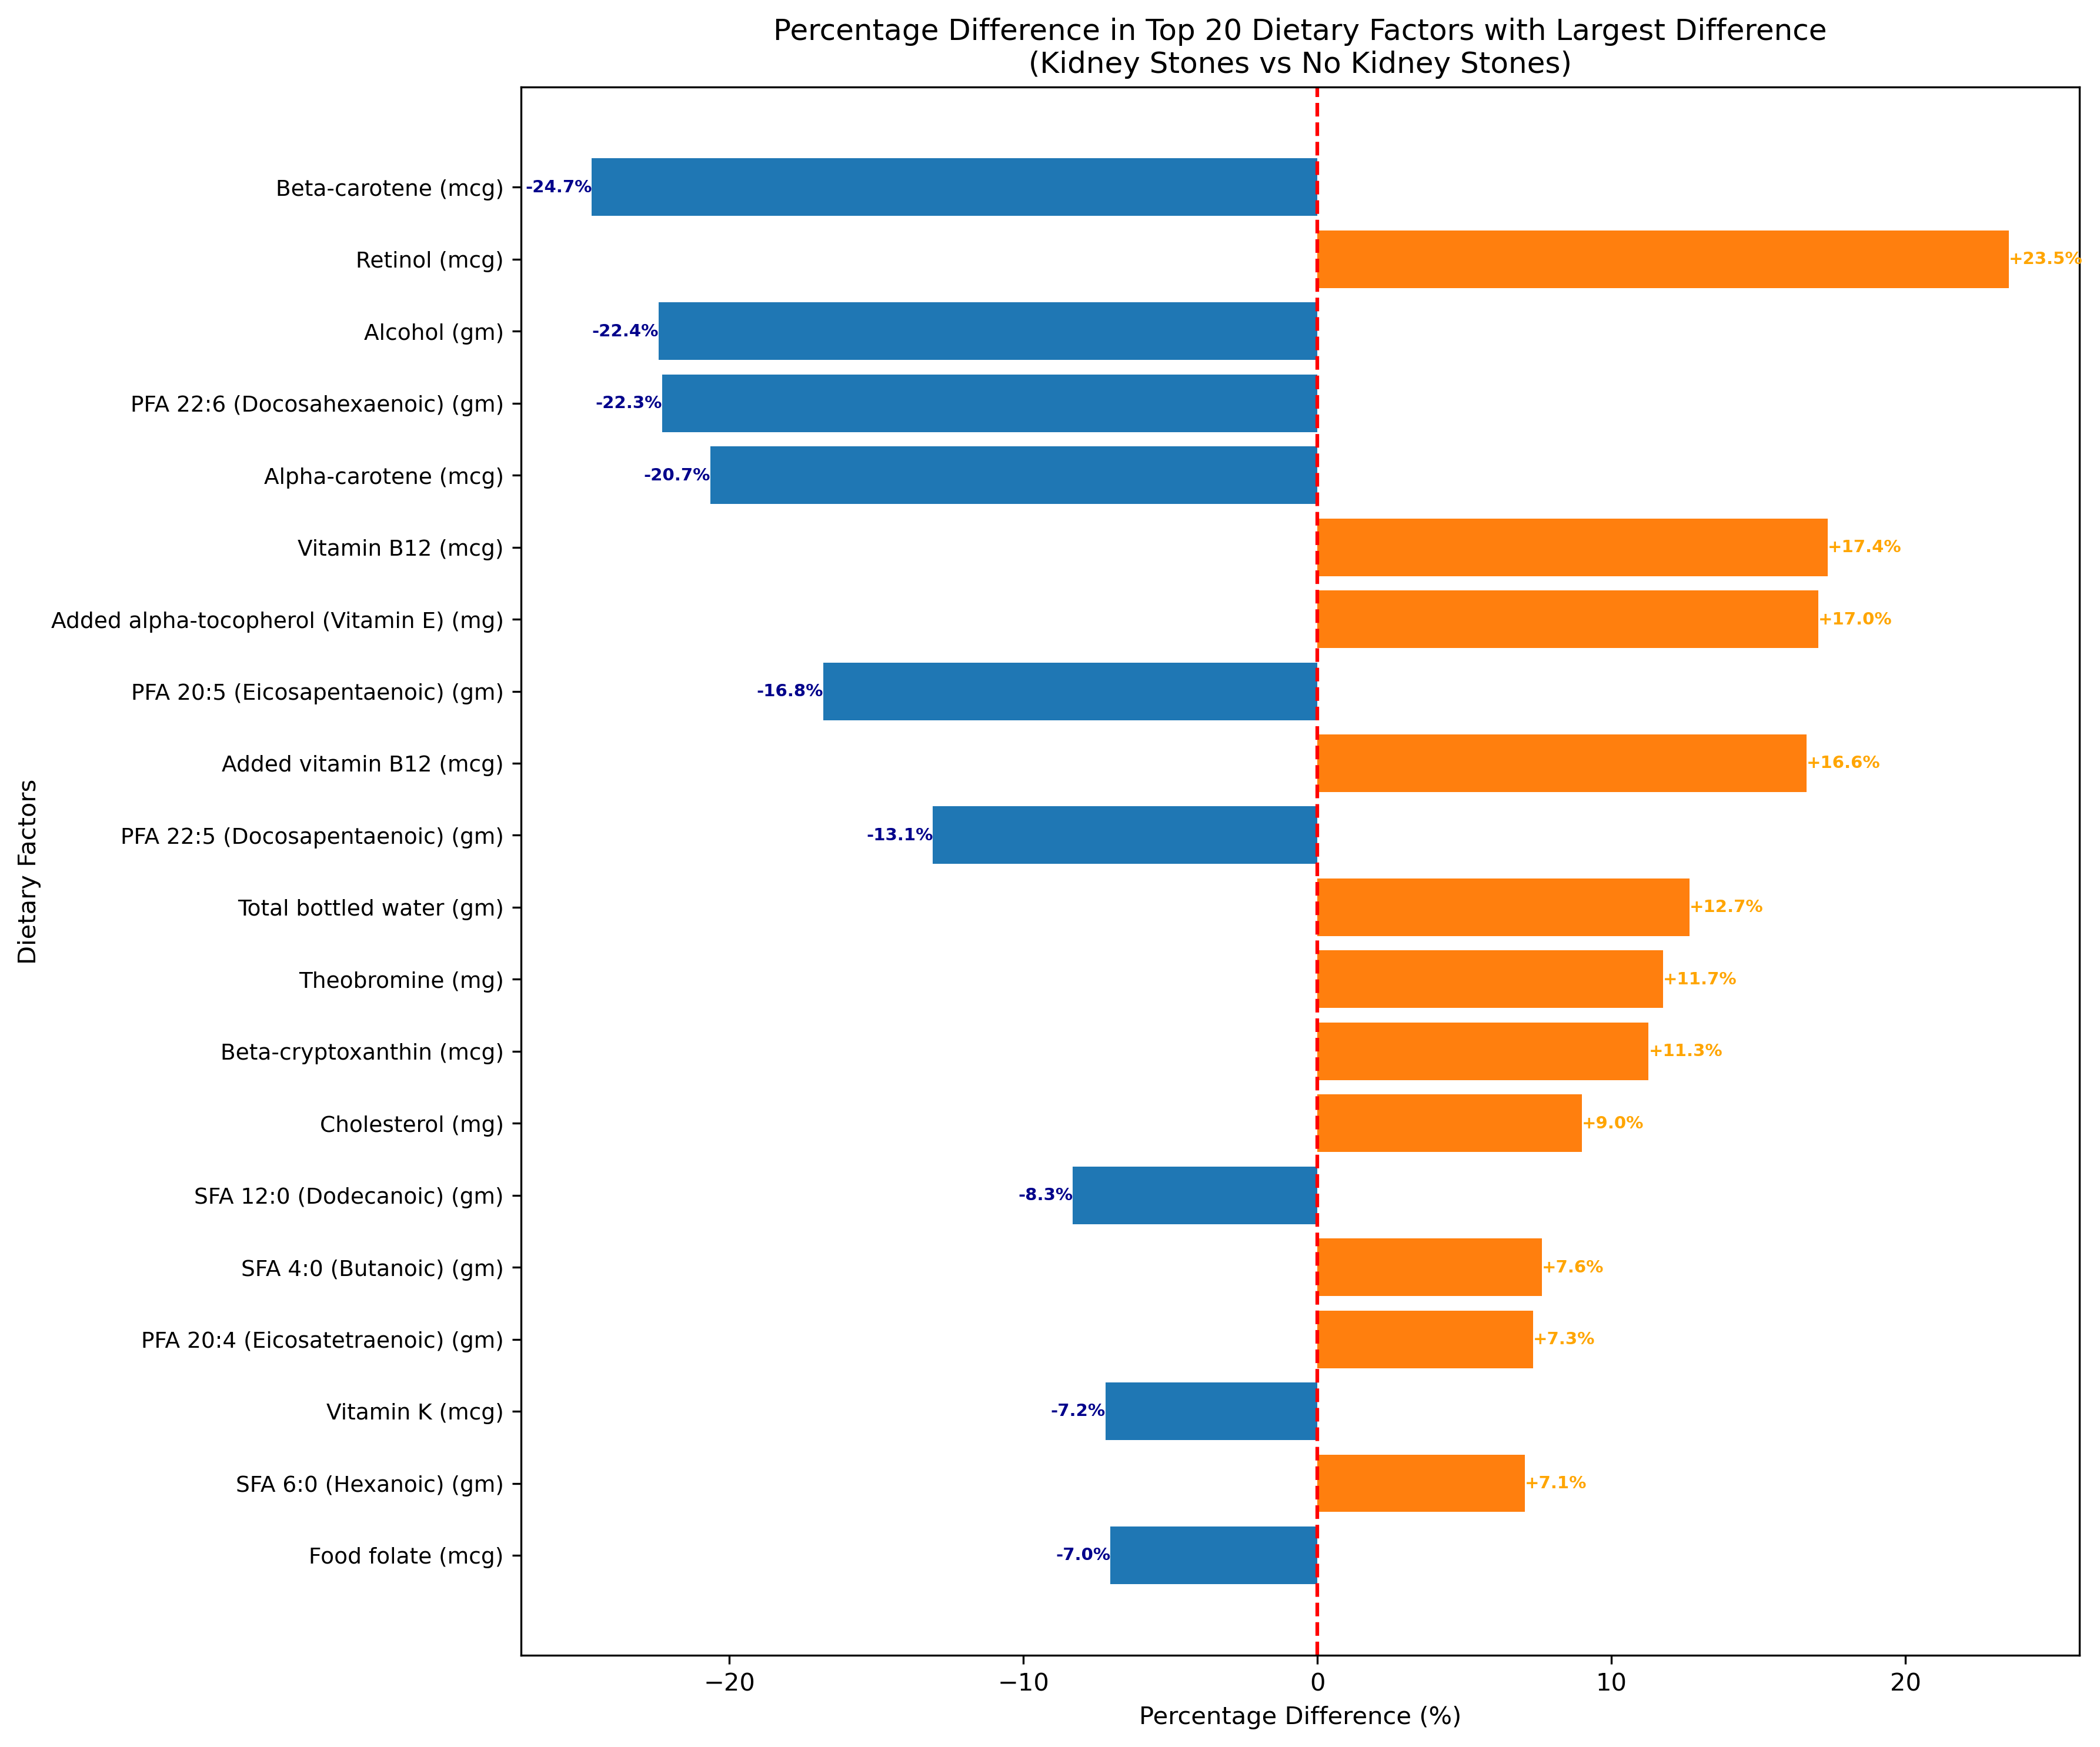 Percentage Difference in Top 20 Dietary Factors with Largest Difference
(Kidney Stones vs No Kidney Stones)
Dietary Factors
Beta-carotene (mcg) -24.7%
Retinol (mcg) +23.5%
Alcohol (gm) -22.4%
PFA 22:6 (Docosahexaenoic) (gm) -22.3%
Alpha-carotene (mcg) -20.7%
Vitamin B12 (mcg) +17.4%
Added alpha-tocopherol (Vitamin E) (mg) +17.0%
PFA 20:5 (Eicosapentaenoic) (gm) -16.8%
Added vitamin B12 (mcg) +16.6%
PFA 22:5 (Docosapentaenoic) (gm) -13.1%
Total bottled water (gm) +12.7%
Theobromine (mg) +11.7%
Beta-cryptoxanthin (mcg) +11.3%
Cholesterol (mg) +9.0%
SFA 12:0 (Dodecanoic) (gm) -8.3%
SFA 4:0 (Butanoic) (gm) +7.6%
PFA 20:4 (Eicosatetraenoic) (gm) +7.3%
Vitamin K (mcg) -7.2%
SFA 6:0 (Hexanoic) (gm) +7.1%
Food folate (mcg) -7.0%
−20 −10 0 10 20
Percentage Difference (%)